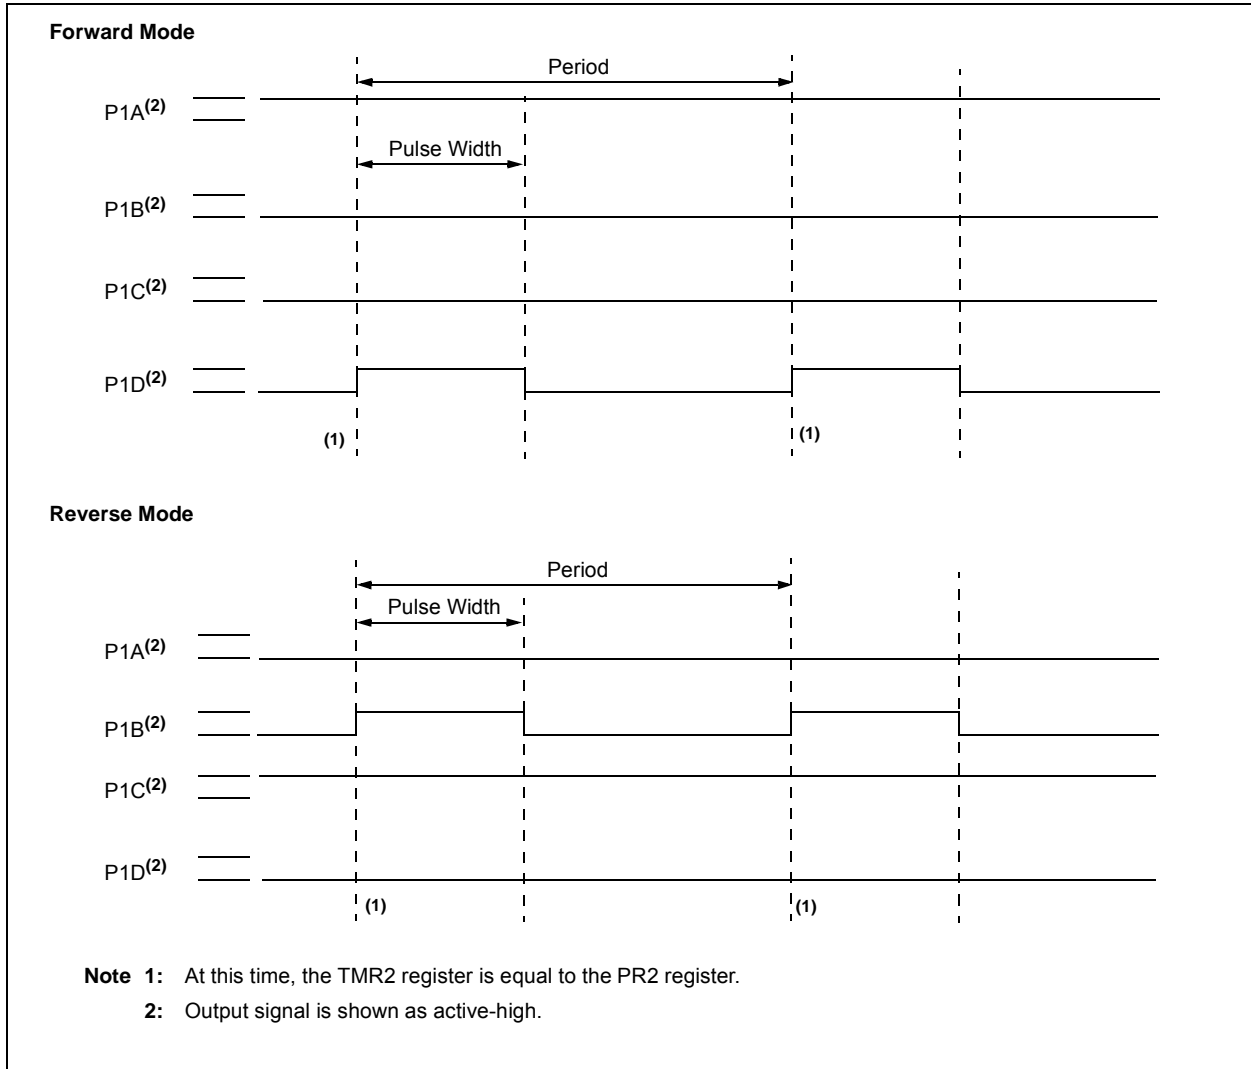 Forward Mode
Period
P1A(2)
Pulse Width
P1B(2)
P1C(2)
P1D(2)
(1)
(1)
Reverse Mode
Period
Pulse Width
P1A(2)
P1B(2)
P1C(2)
P1D(2)
(1)
(1)
Note 1: At this time, the TMR2 register is equal to the PR2 register.
2: Output signal is shown as active-high.